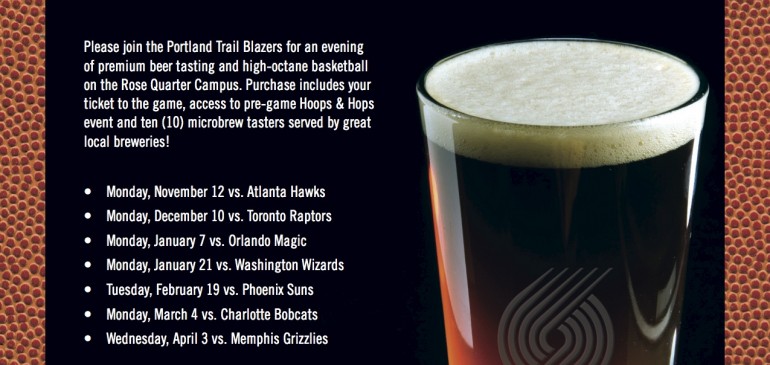 Please join the Portland Trail Blazers for an evening
of premium beer tasting and high-octane basketball
on the Rose Quarter Campus. Purchase includes your
ticket to the game, access to pre-game Hoops & Hops
event and ten (10) microbrew tasters served by great
local breweries!
• Monday, November 12 vs. Atlanta Hawks
• Monday, December 10 vs. Toronto Raptors
• Monday, January 7 vs. Orlando Magic
• Monday, January 21 vs. Washington Wizards
• Tuesday, February 19 vs. Phoenix Suns
• Monday, March 4 vs. Charlotte Bobcats
• Wednesday, April 3 vs. Memphis Grizzlies